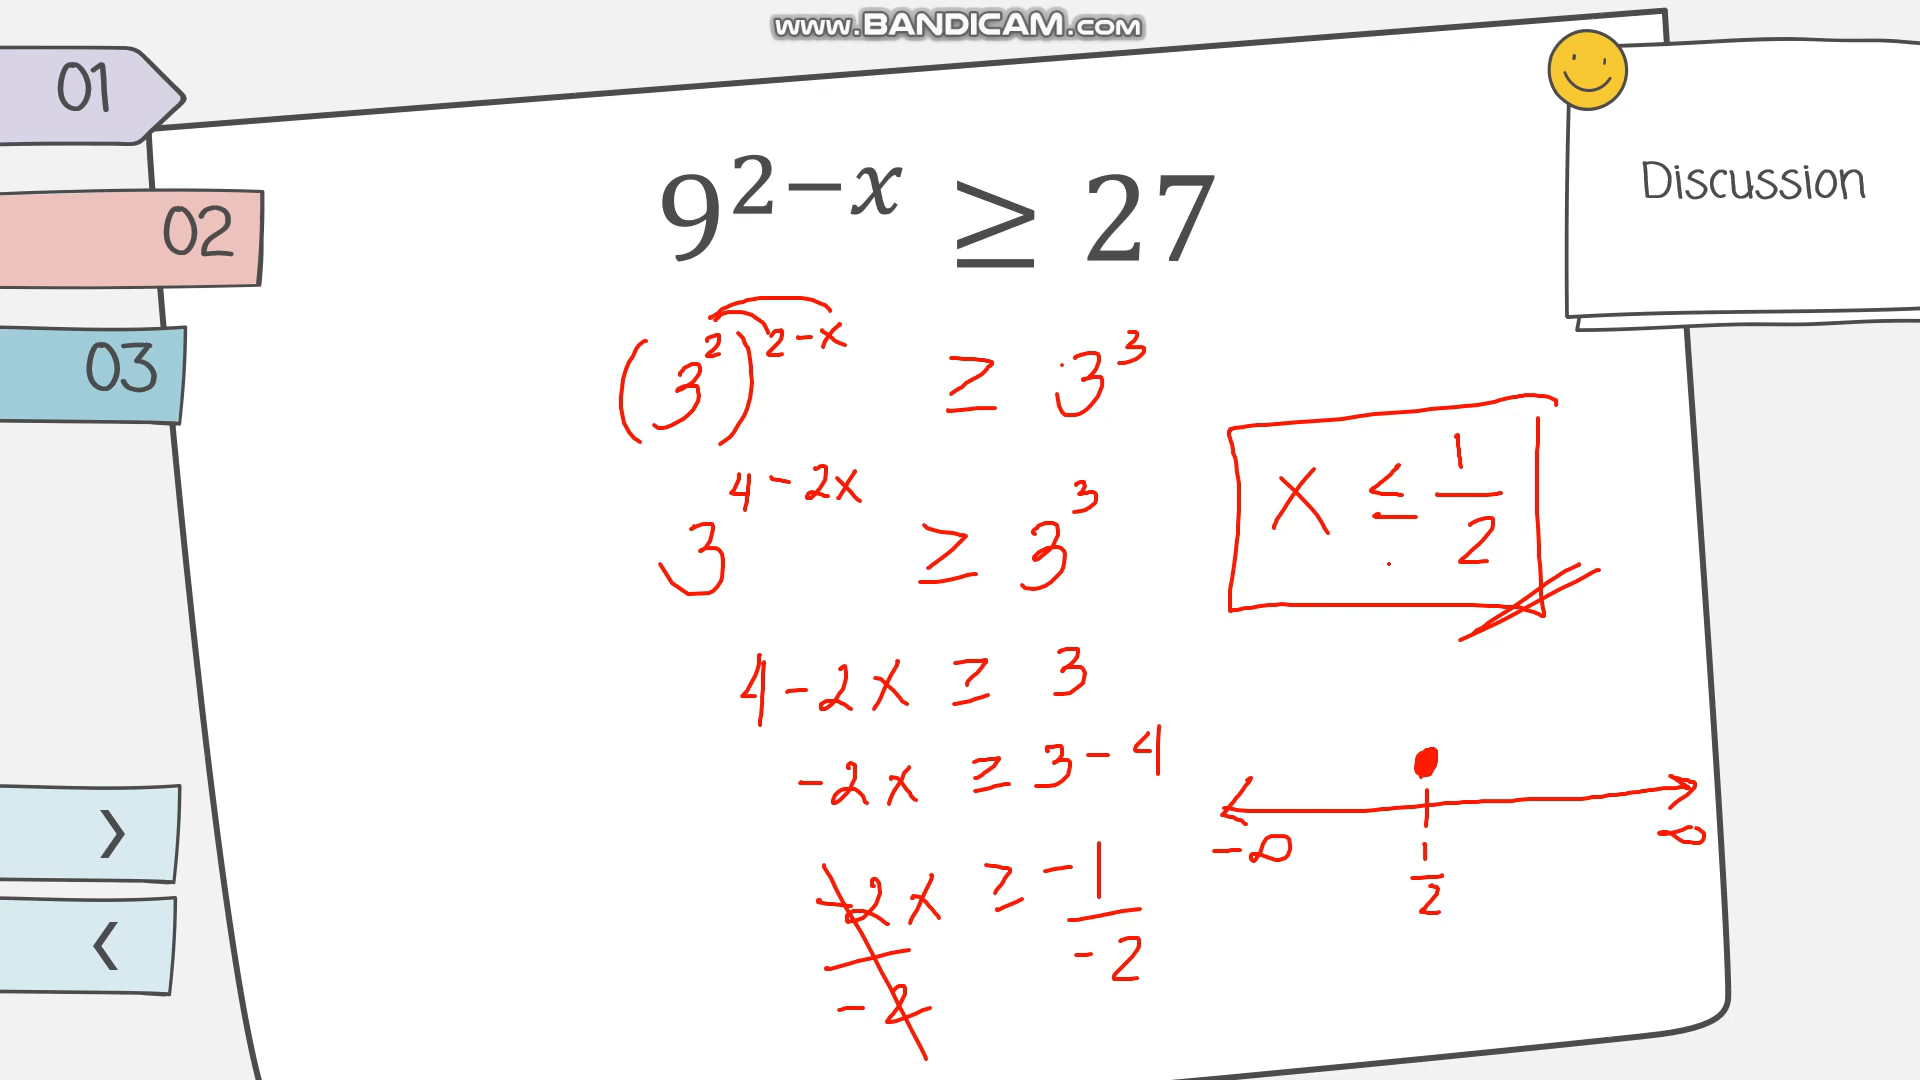 www.BANDICAM.com
01
02
03
Discussion
9^{2−x} ≥ 27
(3^2)^{2-x} ≥ 3^3
3^{4-2x} ≥ 3^3
4-2x ≥ 3
-2x ≥ 3-4
-2x/-2 ≥ -1/-2
x ≤ 1/2
-∞
1/2
∞